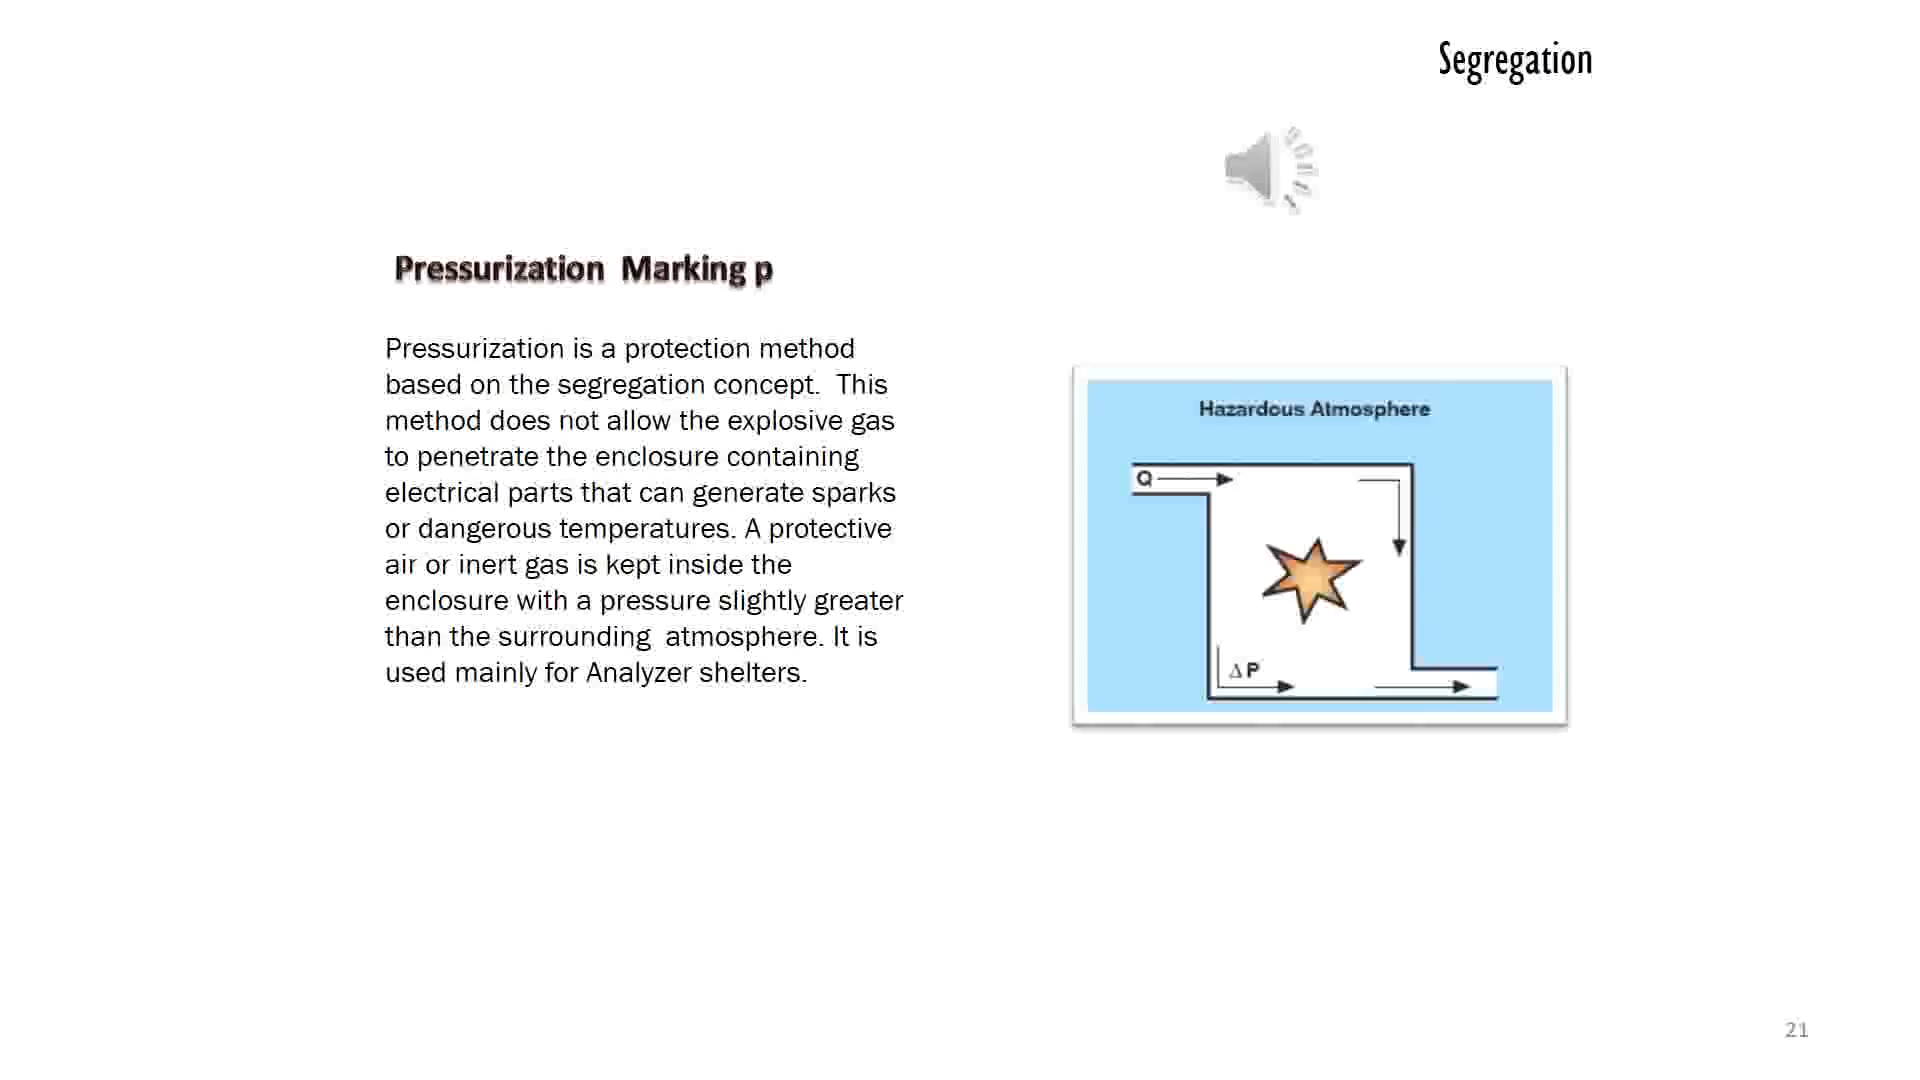 Segregation
Pressurization  Marking p
Pressurization is a protection method
based on the segregation concept.  This
method does not allow the explosive gas
to penetrate the enclosure containing
electrical parts that can generate sparks
or dangerous temperatures. A protective
air or inert gas is kept inside the
enclosure with a pressure slightly greater
than the surrounding  atmosphere. It is
used mainly for Analyzer shelters.
Hazardous Atmosphere
Q
Δ P
21